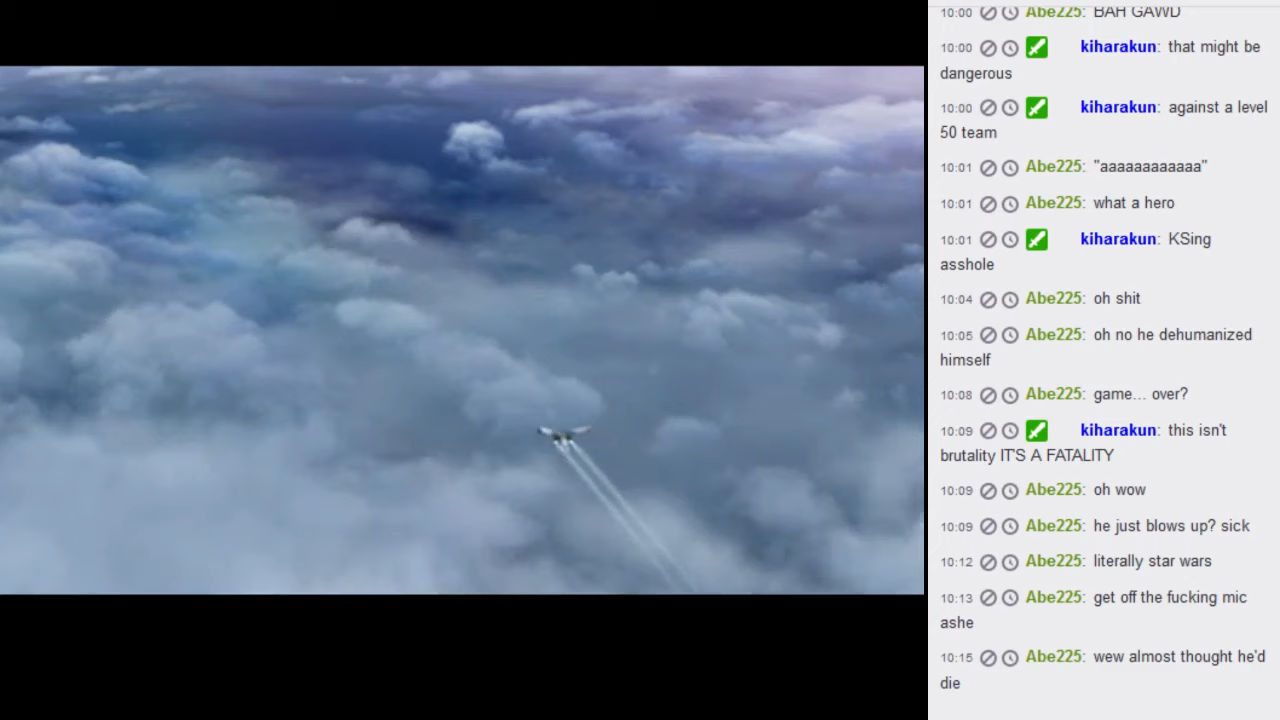 10:00 Abe225: BAH GAWD
10:00 kiharakun: that might be
dangerous
10:00 kiharakun: against a level
50 team
10:01 Abe225: "aaaaaaaaaaaa"
10:01 Abe225: what a hero
10:01 kiharakun: KSing
asshole
10:04 Abe225: oh shit
10:05 Abe225: oh no he dehumanized
himself
10:08 Abe225: game... over?
10:09 kiharakun: this isn't
brutality IT'S A FATALITY
10:09 Abe225: oh wow
10:09 Abe225: he just blows up? sick
10:12 Abe225: literally star wars
10:13 Abe225: get off the fucking mic
ashe
10:15 Abe225: wew almost thought he'd
die